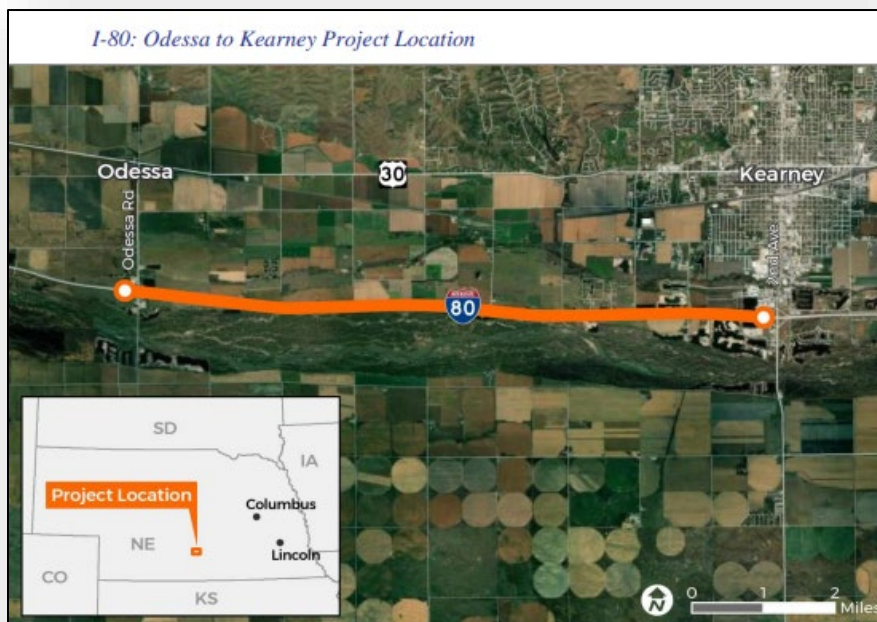 I-80: Odessa to Kearney Project Location
Odessa
30
Kearney
Odessa Rd
2nd Ave
INTERSTATE
80
SD
IA
Project Location
Columbus
NE
Lincoln
CO
KS
N
0 1 2
Miles